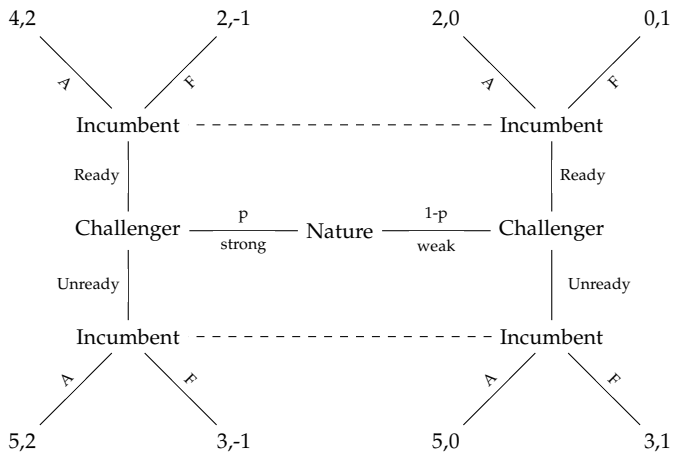 4,2 2,-1 2,0 0,1
A F A F
Incumbent Incumbent
Ready Ready
p 1-p
Challenger Nature Challenger
strong weak
Unready Unready
Incumbent Incumbent
A F A F
5,2 3,-1 5,0 3,1